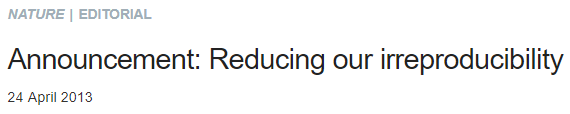 NATURE | EDITORIAL
Announcement: Reducing our irreproducibility
24 April 2013